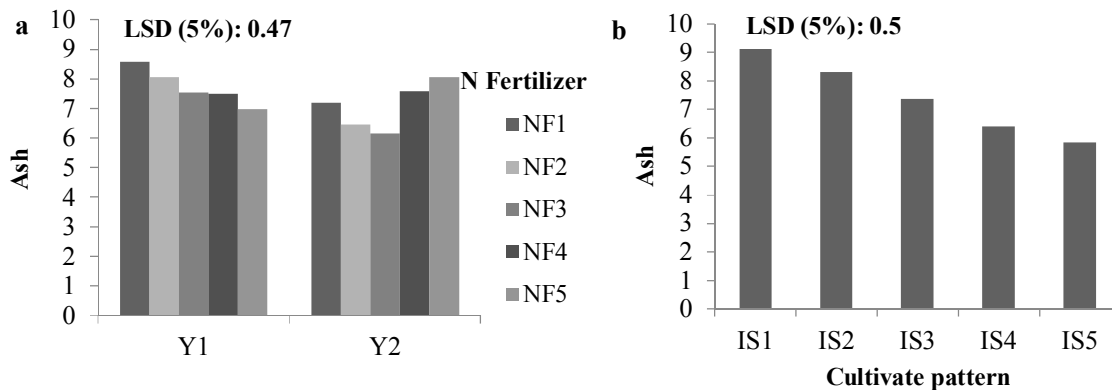 a
LSD (5%): 0.47
10
9
8
7
6
5
4
3
2
1
0
Ash
Y1
Y2
N Fertilizer
NF1
NF2
NF3
NF4
NF5
b
LSD (5%): 0.5
10
9
8
7
6
5
4
3
2
1
0
Ash
IS1
IS2
IS3
IS4
IS5
Cultivate pattern